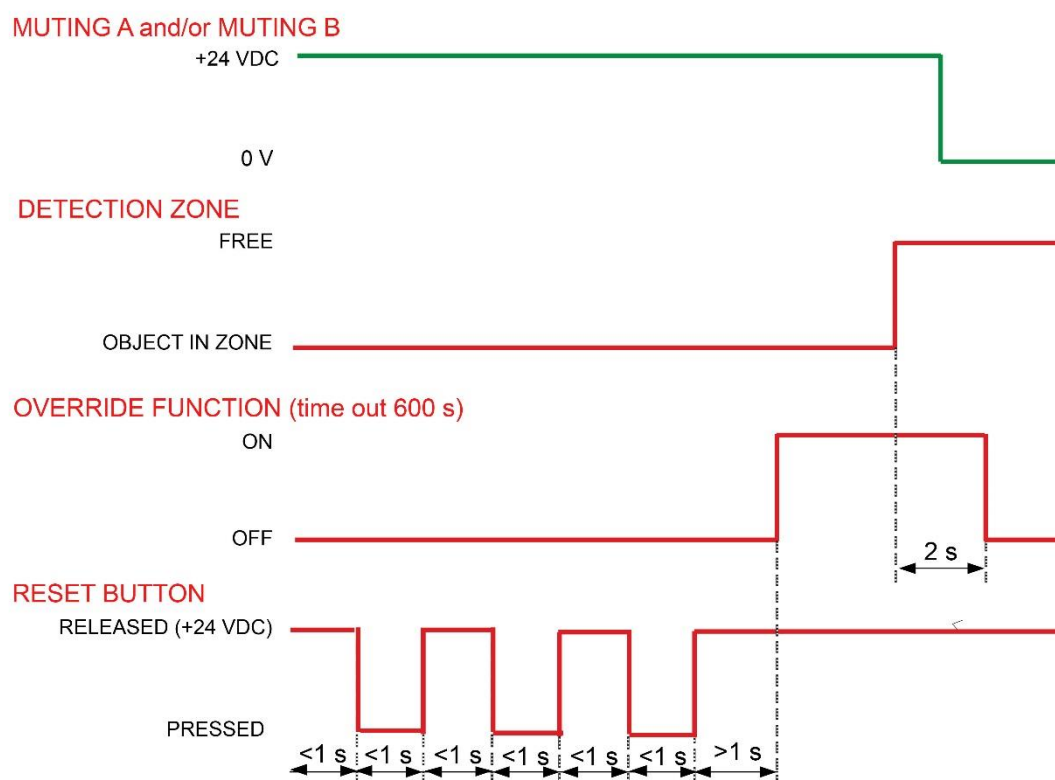 MUTING A and/or MUTING B
+24 VDC
0 V
DETECTION ZONE
FREE
OBJECT IN ZONE
OVERRIDE FUNCTION (time out 600 s)
ON
OFF
2 s
RESET BUTTON
RELEASED (+24 VDC)
PRESSED
<1 s <1 s <1 s <1 s <1 s <1 s >1 s